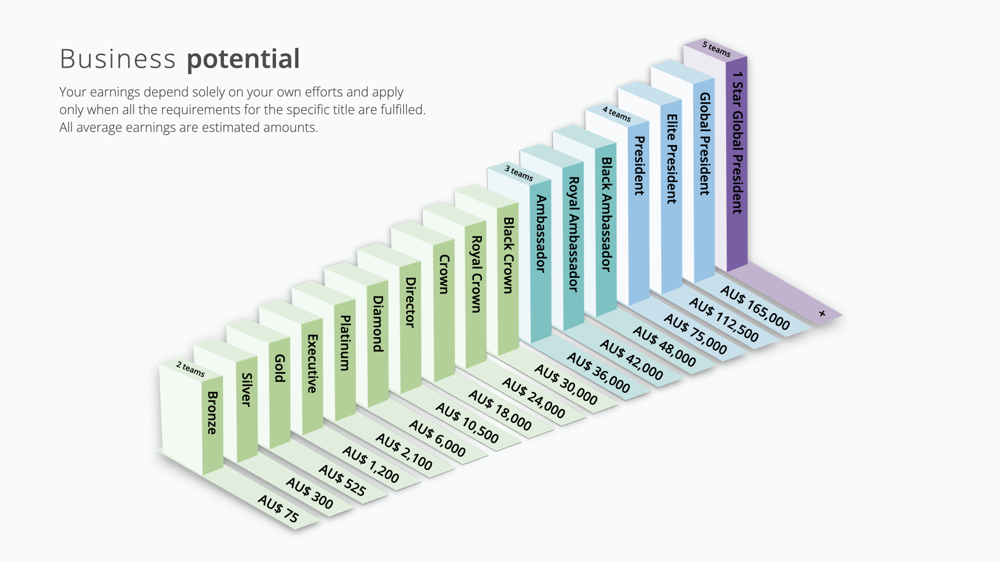 Business potential
Your earnings depend solely on your own efforts and apply
only when all the requirements for the specific title are fulfilled.
All average earnings are estimated amounts.
2 teams
Bronze
AU$ 75
Silver
AU$ 300
Gold
AU$ 525
Executive
AU$ 1,200
Platinum
AU$ 2,100
Diamond
AU$ 6,000
Director
AU$ 10,500
Crown
AU$ 18,000
Royal Crown
AU$ 24,000
Black Crown
AU$ 30,000
3 teams
Ambassador
AU$ 36,000
Royal Ambassador
AU$ 42,000
Black Ambassador
AU$ 48,000
4 teams
President
AU$ 75,000
Elite President
AU$ 112,500
Global President
AU$ 165,000
5 teams
1 Star Global President
+